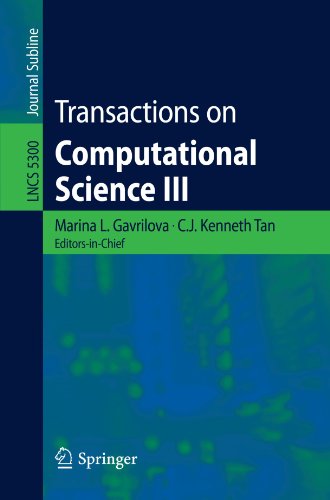 Journal Subline
LNCS 5300
Transactions on
Computational
Science III
Marina L. Gavrilova · C.J. Kenneth Tan
Editors-in-Chief
Springer